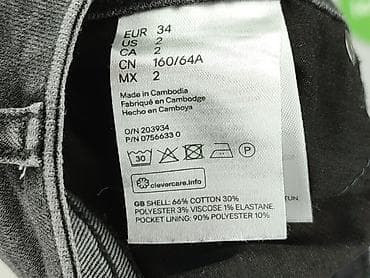 EUR 34
US 2
CA 2
CN 160/64A
MX 2
Made in Cambodia
Fabriqué en Cambodge
Hecho en Camboya
O/N 203934
P/N 0756633 0
30
clevercare.info
GB SHELL: 66% COTTON 30%
POLYESTER 3% VISCOSE 1% ELASTANE.
POCKET LINING: 90% POLYESTER 10%